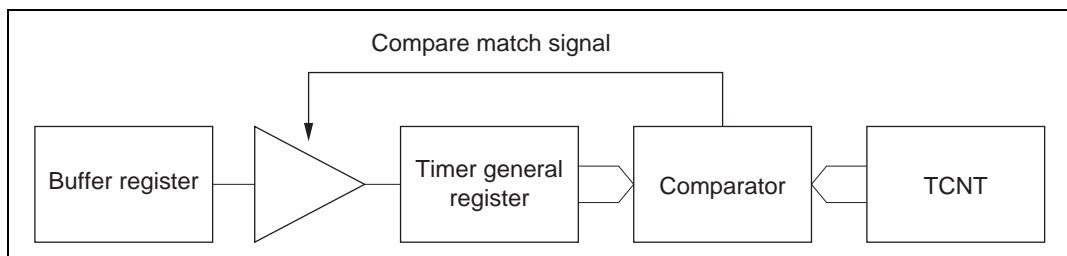 Compare match signal
Buffer register
Timer general
register
Comparator
TCNT